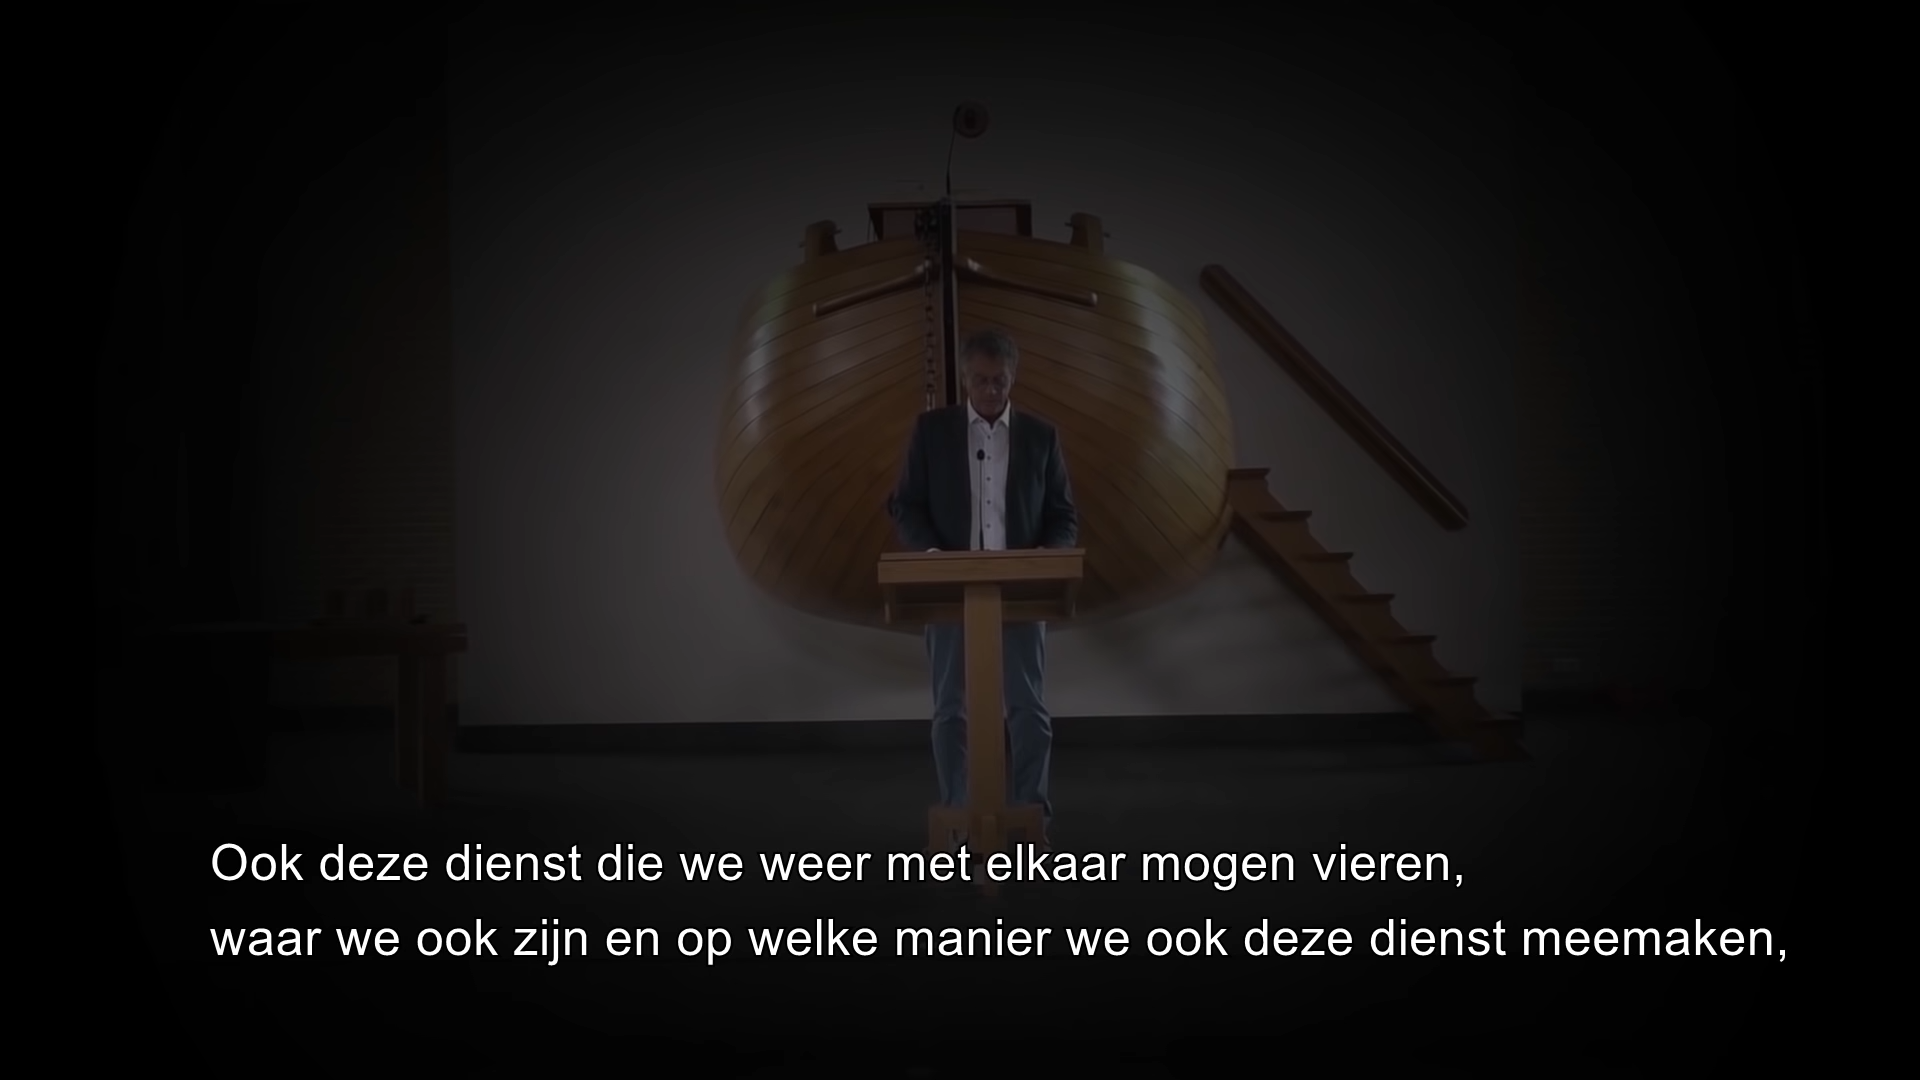 Ook deze dienst die we weer met elkaar mogen vieren,
waar we ook zijn en op welke manier we ook deze dienst meemaken,